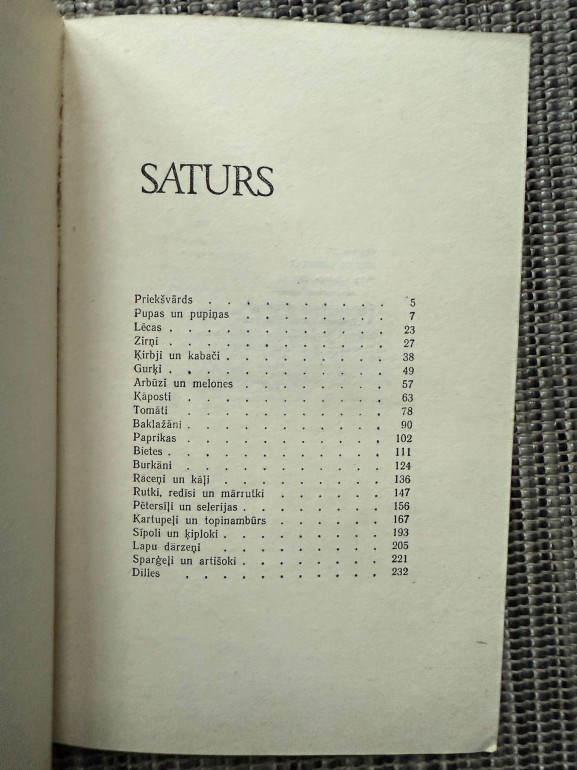 SATURS
Priekšvārds . . . . . . . . . . 5
Pupas un pupiņas . . . . . . . . 7
Lēcas . . . . . . . . . . . . 23
Zirņi . . . . . . . . . . . . 27
Ķirbji un kabači . . . . . . . . 38
Gurķi . . . . . . . . . . . . 49
Arbūzi un melones . . . . . . . . 57
Kāposti . . . . . . . . . . . 63
Tomāti . . . . . . . . . . . 78
Baklažāni . . . . . . . . . . . 90
Paprikas . . . . . . . . . . 102
Bietes . . . . . . . . . . . 111
Burkāni . . . . . . . . . . 124
Rāceņi un kāļi . . . . . . . . 136
Rutki, redīsi un mārrutki . . . . . . 147
Pētersīļi un selerijas . . . . . . . 156
Kartupeļi un topinambūrs . . . . . . 167
Sīpoli un ķiploki . . . . . . . . 193
Lapu dārzeņi . . . . . . . . 205
Sparģeļi un artišoki . . . . . . . 221
Dilles . . . . . . . . . . 232